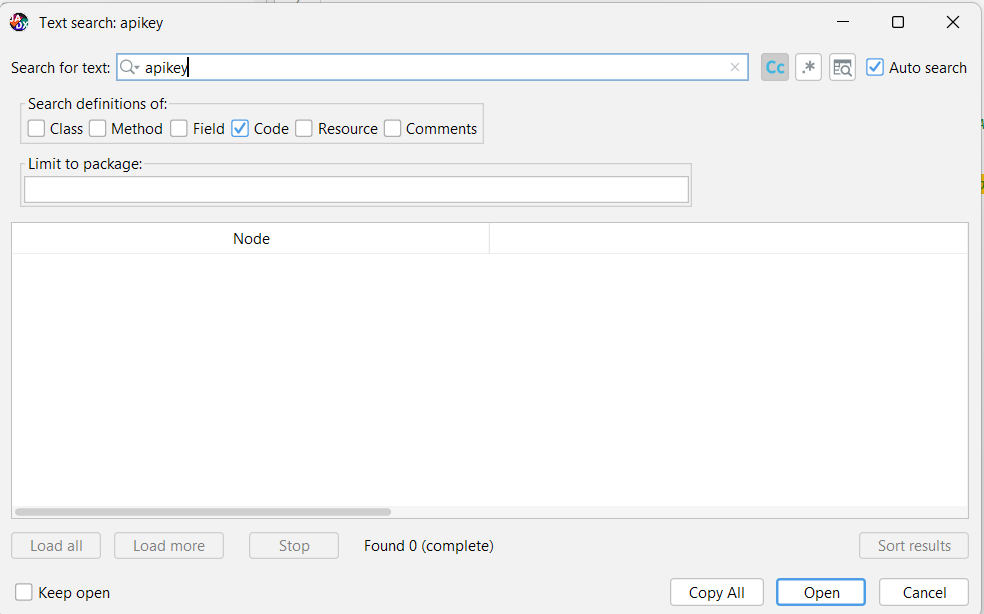 Text search: apikey
Search for text: apikey Cc .* Auto search
Search definitions of:
Class Method Field Code Resource Comments
Limit to package:
Node
Load all Load more Stop Found 0 (complete) Sort results
Keep open Copy All Open Cancel